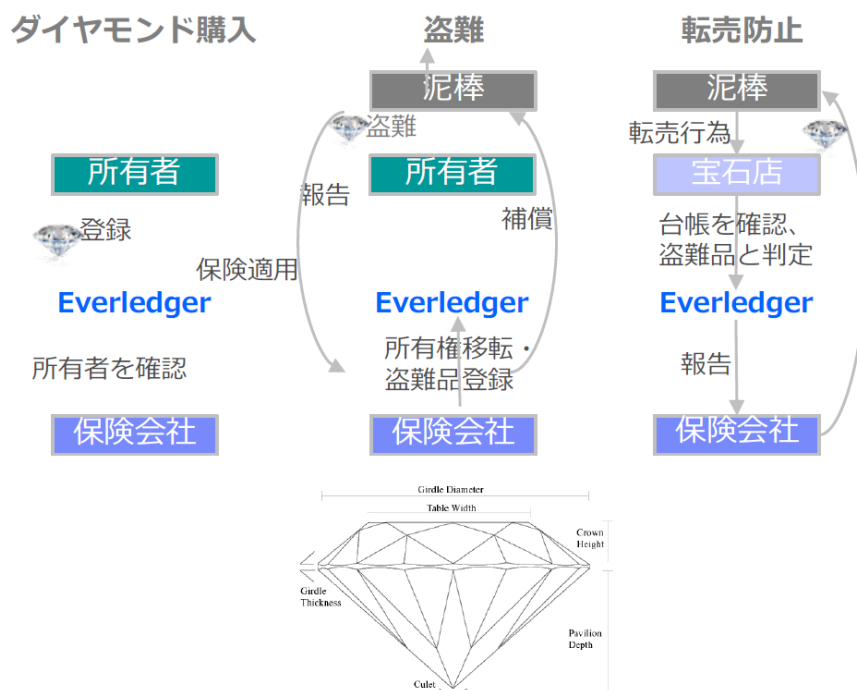 ダイヤモンド購入
所有者
登録
Everledger
所有者を確認
保険会社
盗難
泥棒
盗難
所有者
報告
保険適用
補償
Everledger
所有権移転・
盗難品登録
保険会社
転売防止
泥棒
転売行為
宝石店
台帳を確認、
盗難品と判定
Everledger
報告
保険会社
Girdle Diameter
Table Width
Crown
Height
Girdle
Thickness
Pavilion
Depth
Culet